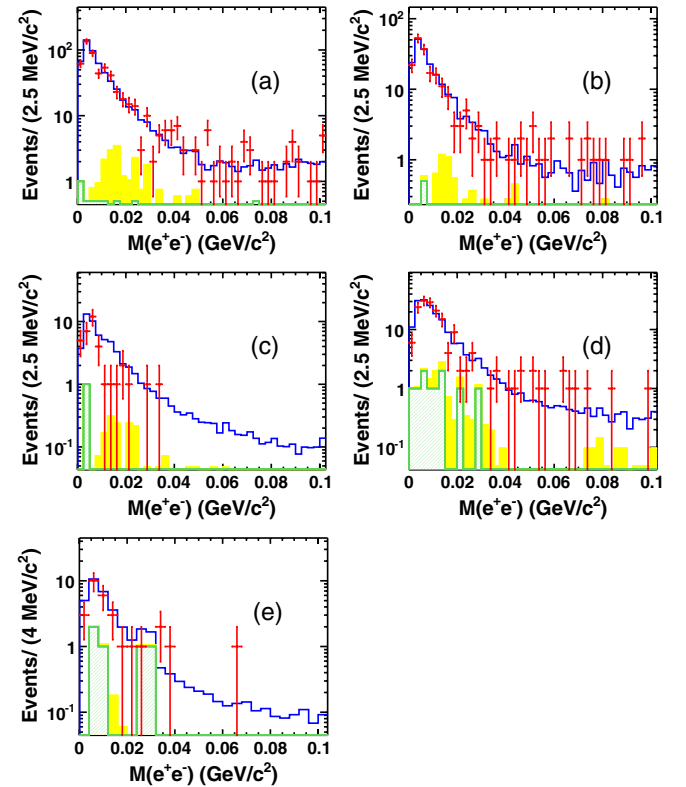 Events/ (2.5 MeV/c²)
10²
10
1
(a)
0 0.02 0.04 0.06 0.08 0.1
M(e⁺e⁻) (GeV/c²)
Events/ (2.5 MeV/c²)
10²
10
1
(b)
0 0.02 0.04 0.06 0.08 0.1
M(e⁺e⁻) (GeV/c²)
Events/ (2.5 MeV/c²)
10
1
10⁻¹
(c)
0 0.02 0.04 0.06 0.08 0.1
M(e⁺e⁻) (GeV/c²)
Events/ (2.5 MeV/c²)
10
1
10⁻¹
(d)
0 0.02 0.04 0.06 0.08 0.1
M(e⁺e⁻) (GeV/c²)
Events/ (4 MeV/c²)
10
1
10⁻¹
(e)
0 0.02 0.04 0.06 0.08 0.1
M(e⁺e⁻) (GeV/c²)